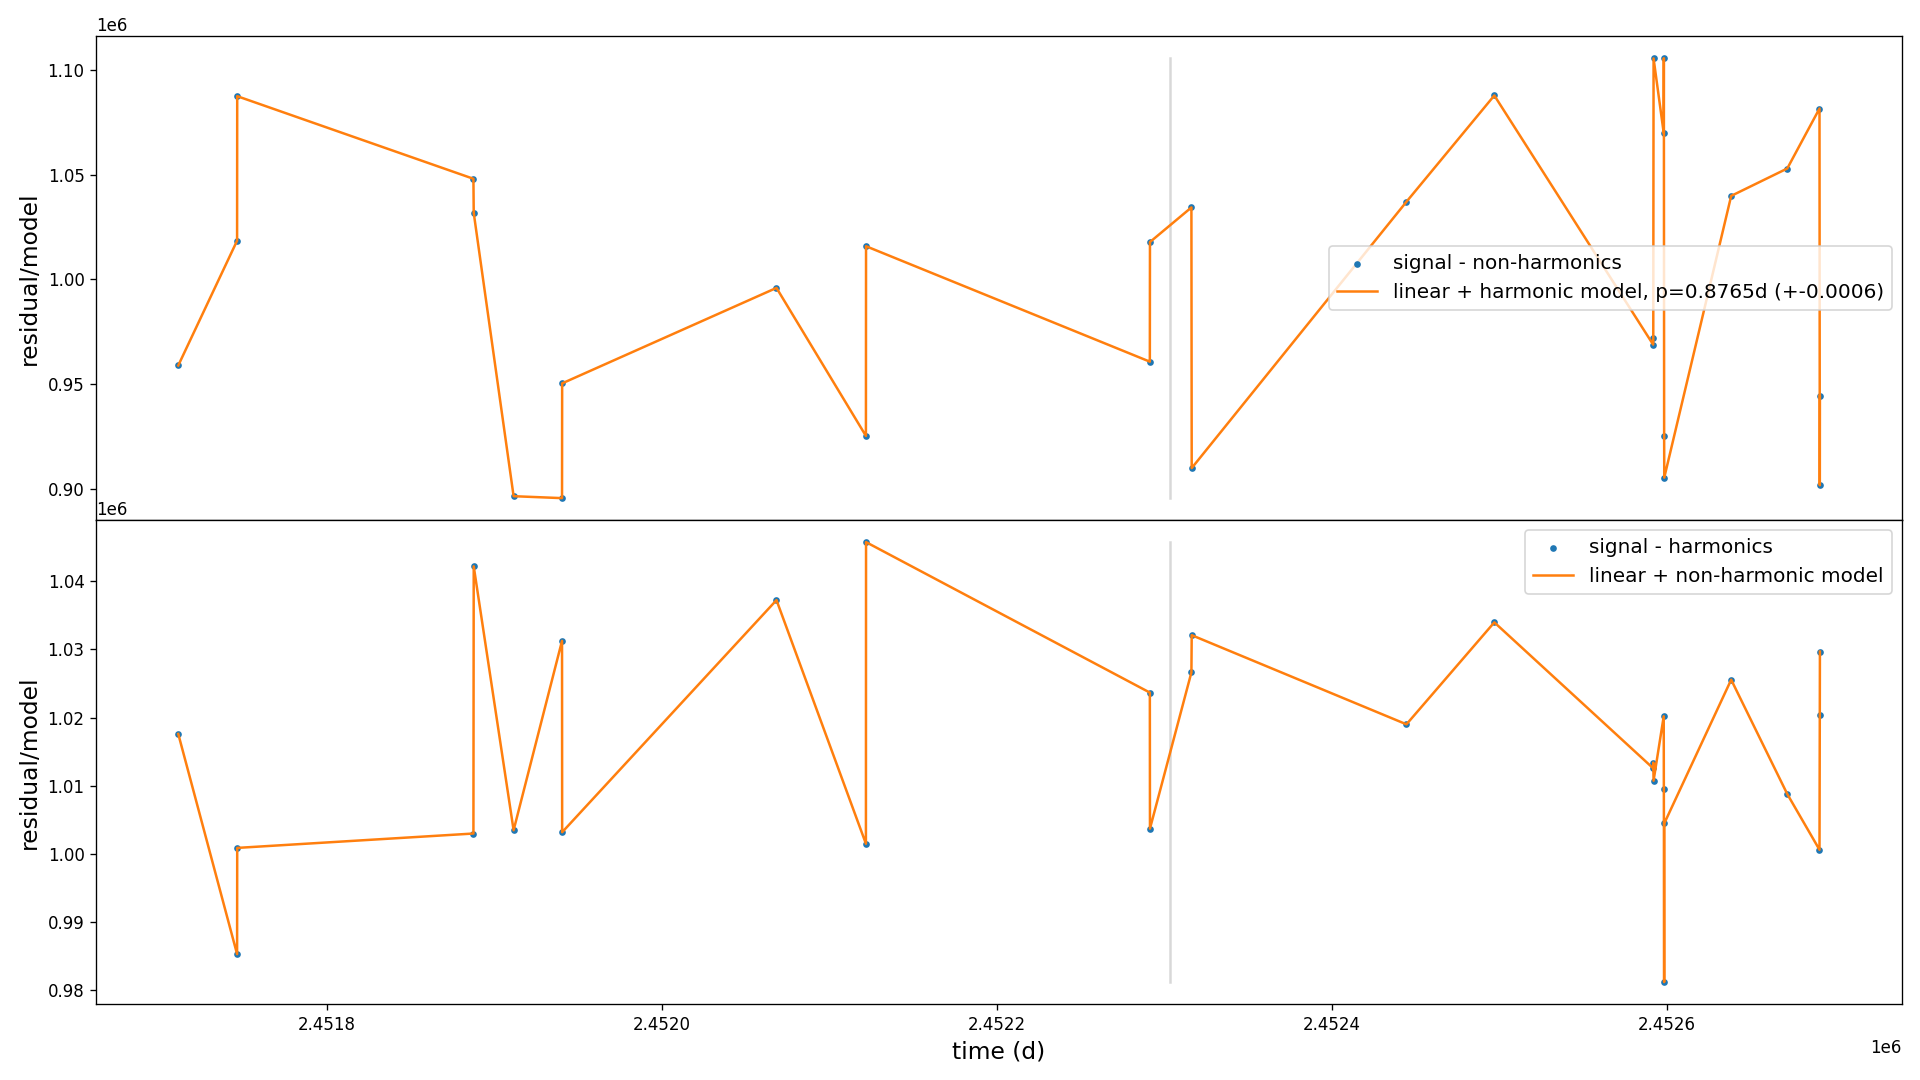 1e6
1.10
1.05
1.00
0.95
0.90
residual/model
signal - non-harmonics
linear + harmonic model, p=0.8765d (+-0.0006)
1e6
1.04
1.03
1.02
1.01
1.00
0.99
0.98
residual/model
signal - harmonics
linear + non-harmonic model
2.4518
2.4520
2.4522
2.4524
2.4526
1e6
time (d)